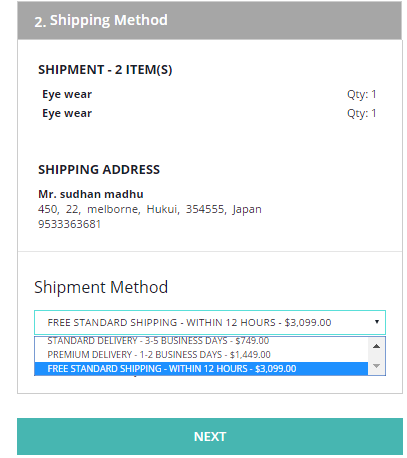 2. Shipping Method
SHIPMENT - 2 ITEM(S)
Eye wear Qty: 1
Eye wear Qty: 1
SHIPPING ADDRESS
Mr. sudhan madhu
450, 22, melborne, Hukui, 354555, Japan
9533363681
Shipment Method
FREE STANDARD SHIPPING - WITHIN 12 HOURS - $3,099.00
STANDARD DELIVERY - 3-5 BUSINESS DAYS - $749.00
PREMIUM DELIVERY - 1-2 BUSINESS DAYS - $1,449.00
FREE STANDARD SHIPPING - WITHIN 12 HOURS - $3,099.00
NEXT